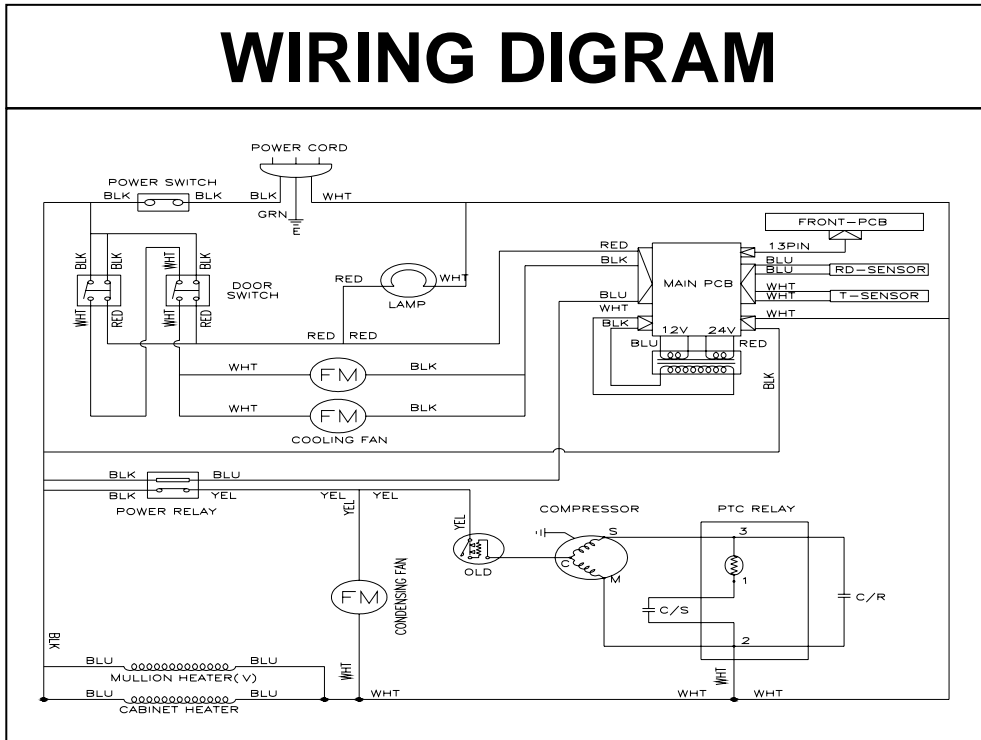 WIRING DIGRAM
POWER CORD
POWER SWITCH
BLK BLK BLK WHT
GRN
E
FRONT-PCB
13PIN
RED
BLK
BLU
BLU
RD-SENSOR
WHT
WHT
T-SENSOR
MAIN PCB
BLU
WHT
BLK
WHT
12V 24V
BLU RED
BLK
BLK BLK WHT BLK
DOOR
SWITCH
WHT RED WHT RED
RED WHT
LAMP
RED RED
WHT FM BLK
WHT FM BLK
COOLING FAN
BLK BLU
BLK YEL YEL YEL
POWER RELAY
YEL
YEL
OLD
COMPRESSOR
S
C
M
PTC RELAY
3
1
2
C/S
C/R
FM
CONDENSING FAN
WHT
WHT
BLK
BLU BLU
MULLION HEATER(V)
BLU BLU WHT WHT WHT
CABINET HEATER